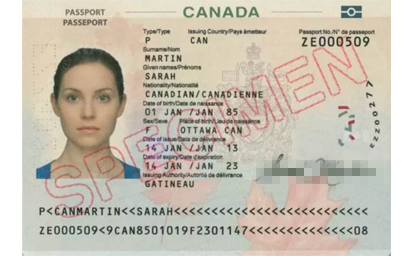 PASSPORT
PASSEPORT
CANADA
Type/Type Issuing Country/Pays émetteur Passport No./N° de passeport
P CAN ZE000509
Surname/Nom
MARTIN
Given names/Prénoms
SARAH
Nationality/Nationalité
CANADIAN/CANADIENNE
Date of birth/Date de naissance
01 JAN /JAN 85
Sex/Sexe Place of birth/Lieu de naissance
F OTTAWA CAN
Date of issue/Date de délivrance
14 JAN /JAN 13
Date of expiry/Date d'expiration
14 JAN /JAN 23
Issuing Authority/Autorité de délivrance
GATINEAU
SPECIMEN
P<CANMARTIN<<SARAH<<<<<<<<<<<<<<<<<<<<<<<<<<
ZE000509<9CAN8501019F2301147<<<<<<<<<<<<<<08